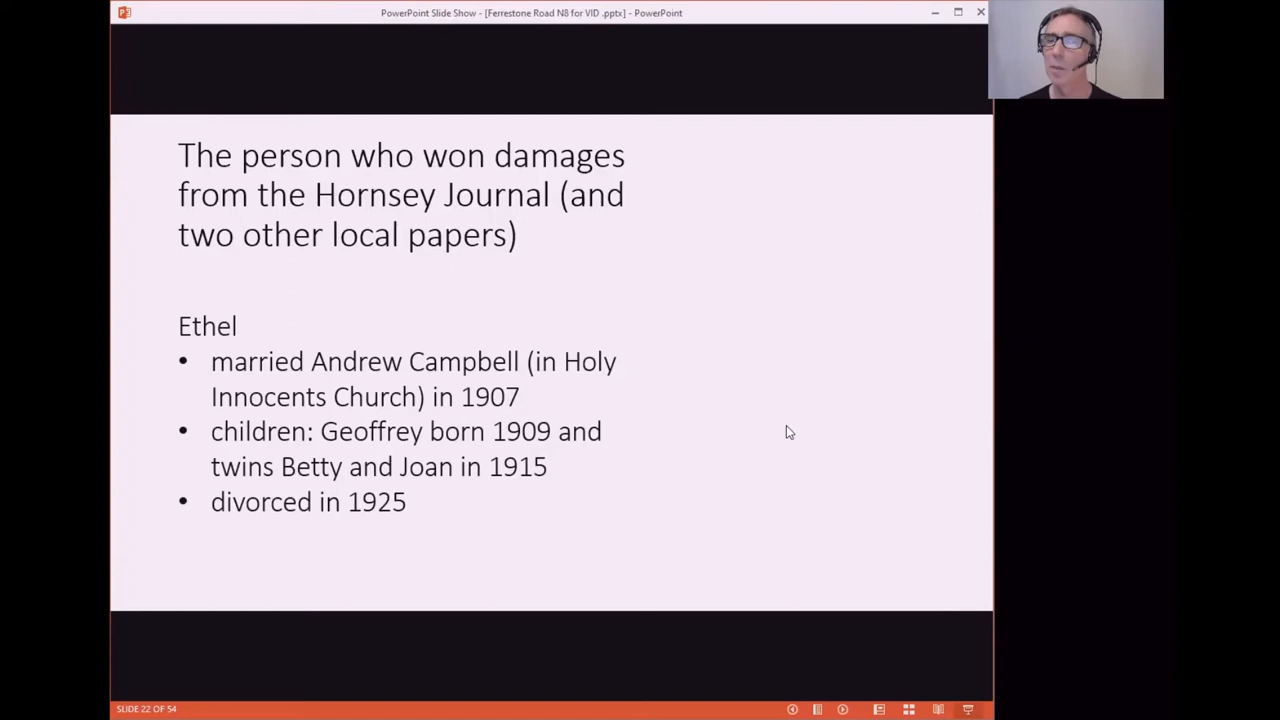 PowerPoint Slide Show - [Ferrestone Road N8 for VID .pptx] - PowerPoint
The person who won damages
from the Hornsey Journal (and
two other local papers)
Ethel
• married Andrew Campbell (in Holy
Innocents Church) in 1907
• children: Geoffrey born 1909 and
twins Betty and Joan in 1915
• divorced in 1925
SLIDE 22 OF 54